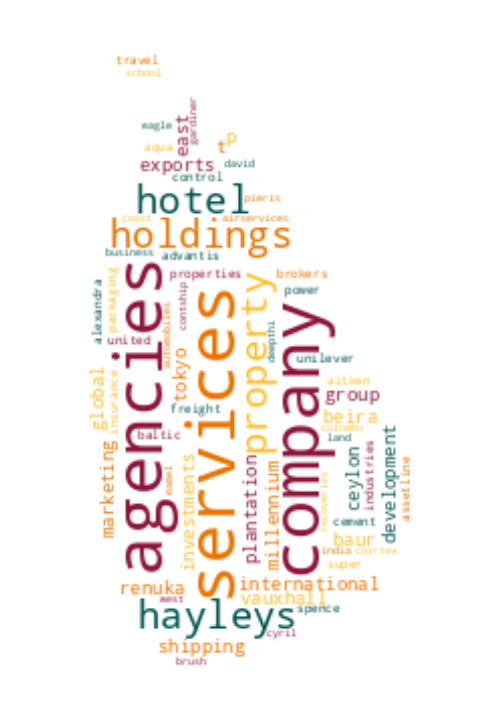 travel
school
eagle
east
gardiner
aqua
t
p
exports
david
control
hotel
pieris
coast
airservices
holdings
business
advantis
agencies
properties
brokers
alexandra
packaging
contship
services
property
power
company
automobiles
united
deepthi
tokyo
unilever
global
insurance
aitken
group
freight
beira
colombo
baltic
land
marketing
investments
plantation
millennium
ceylon
industries
development
assetline
recoveries
cement
baur
india
coirtex
super
renuka
international
west
vauxhall
hayleys
spence
cyril
shipping
brush